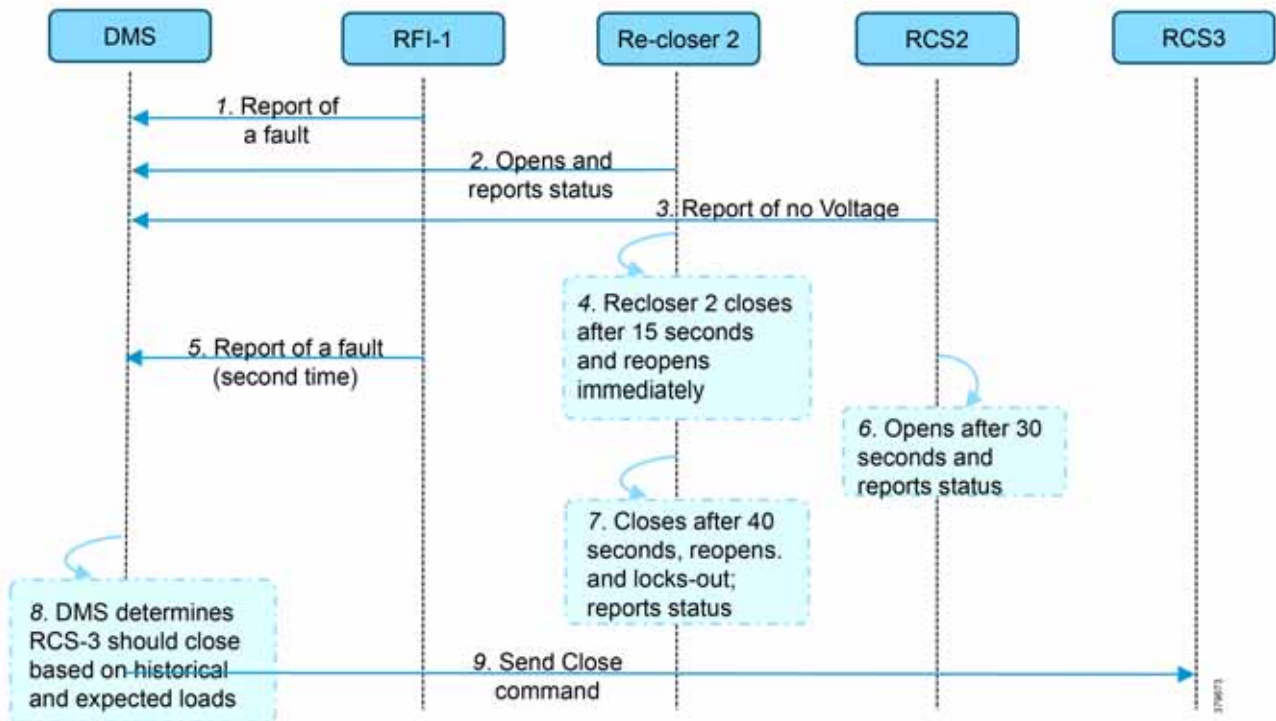 DMS
RFI-1
Re-closer 2
RCS2
RCS3
1. Report of
a fault
2. Opens and
reports status
3. Report of no Voltage
4. Recloser 2 closes
after 15 seconds
and reopens
immediately
5. Report of a fault
(second time)
6. Opens after 30
seconds and
reports status
7. Closes after 40
seconds, reopens.
and locks-out;
reports status
8. DMS determines
RCS-3 should close
based on historical
and expected loads
9. Send Close
command